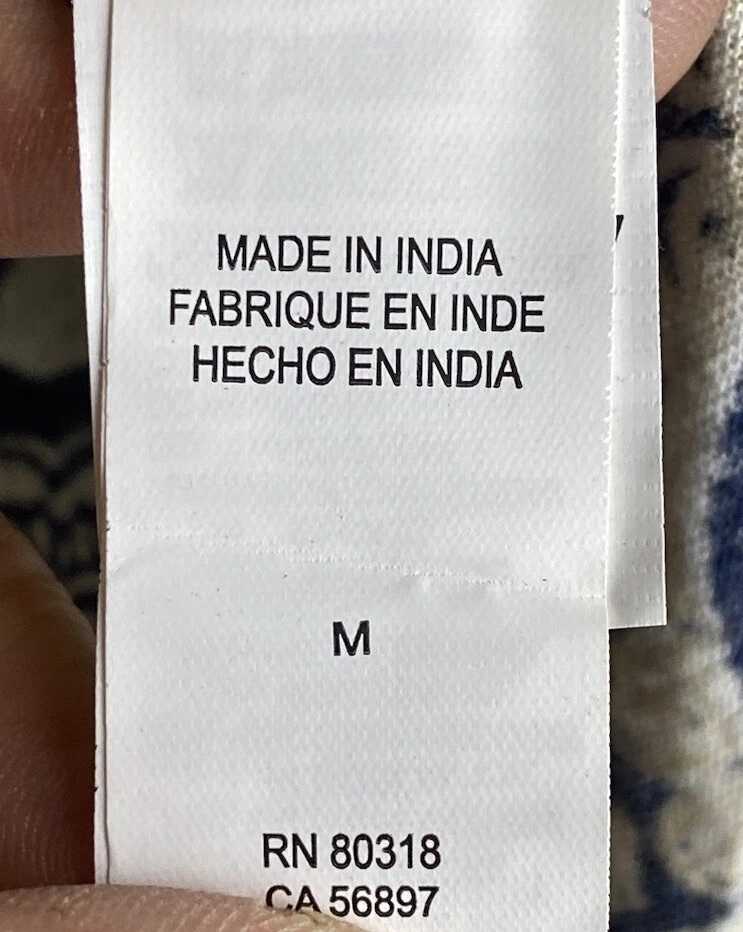 MADE IN INDIA
FABRIQUE EN INDE
HECHO EN INDIA
M
RN 80318
CA 56897